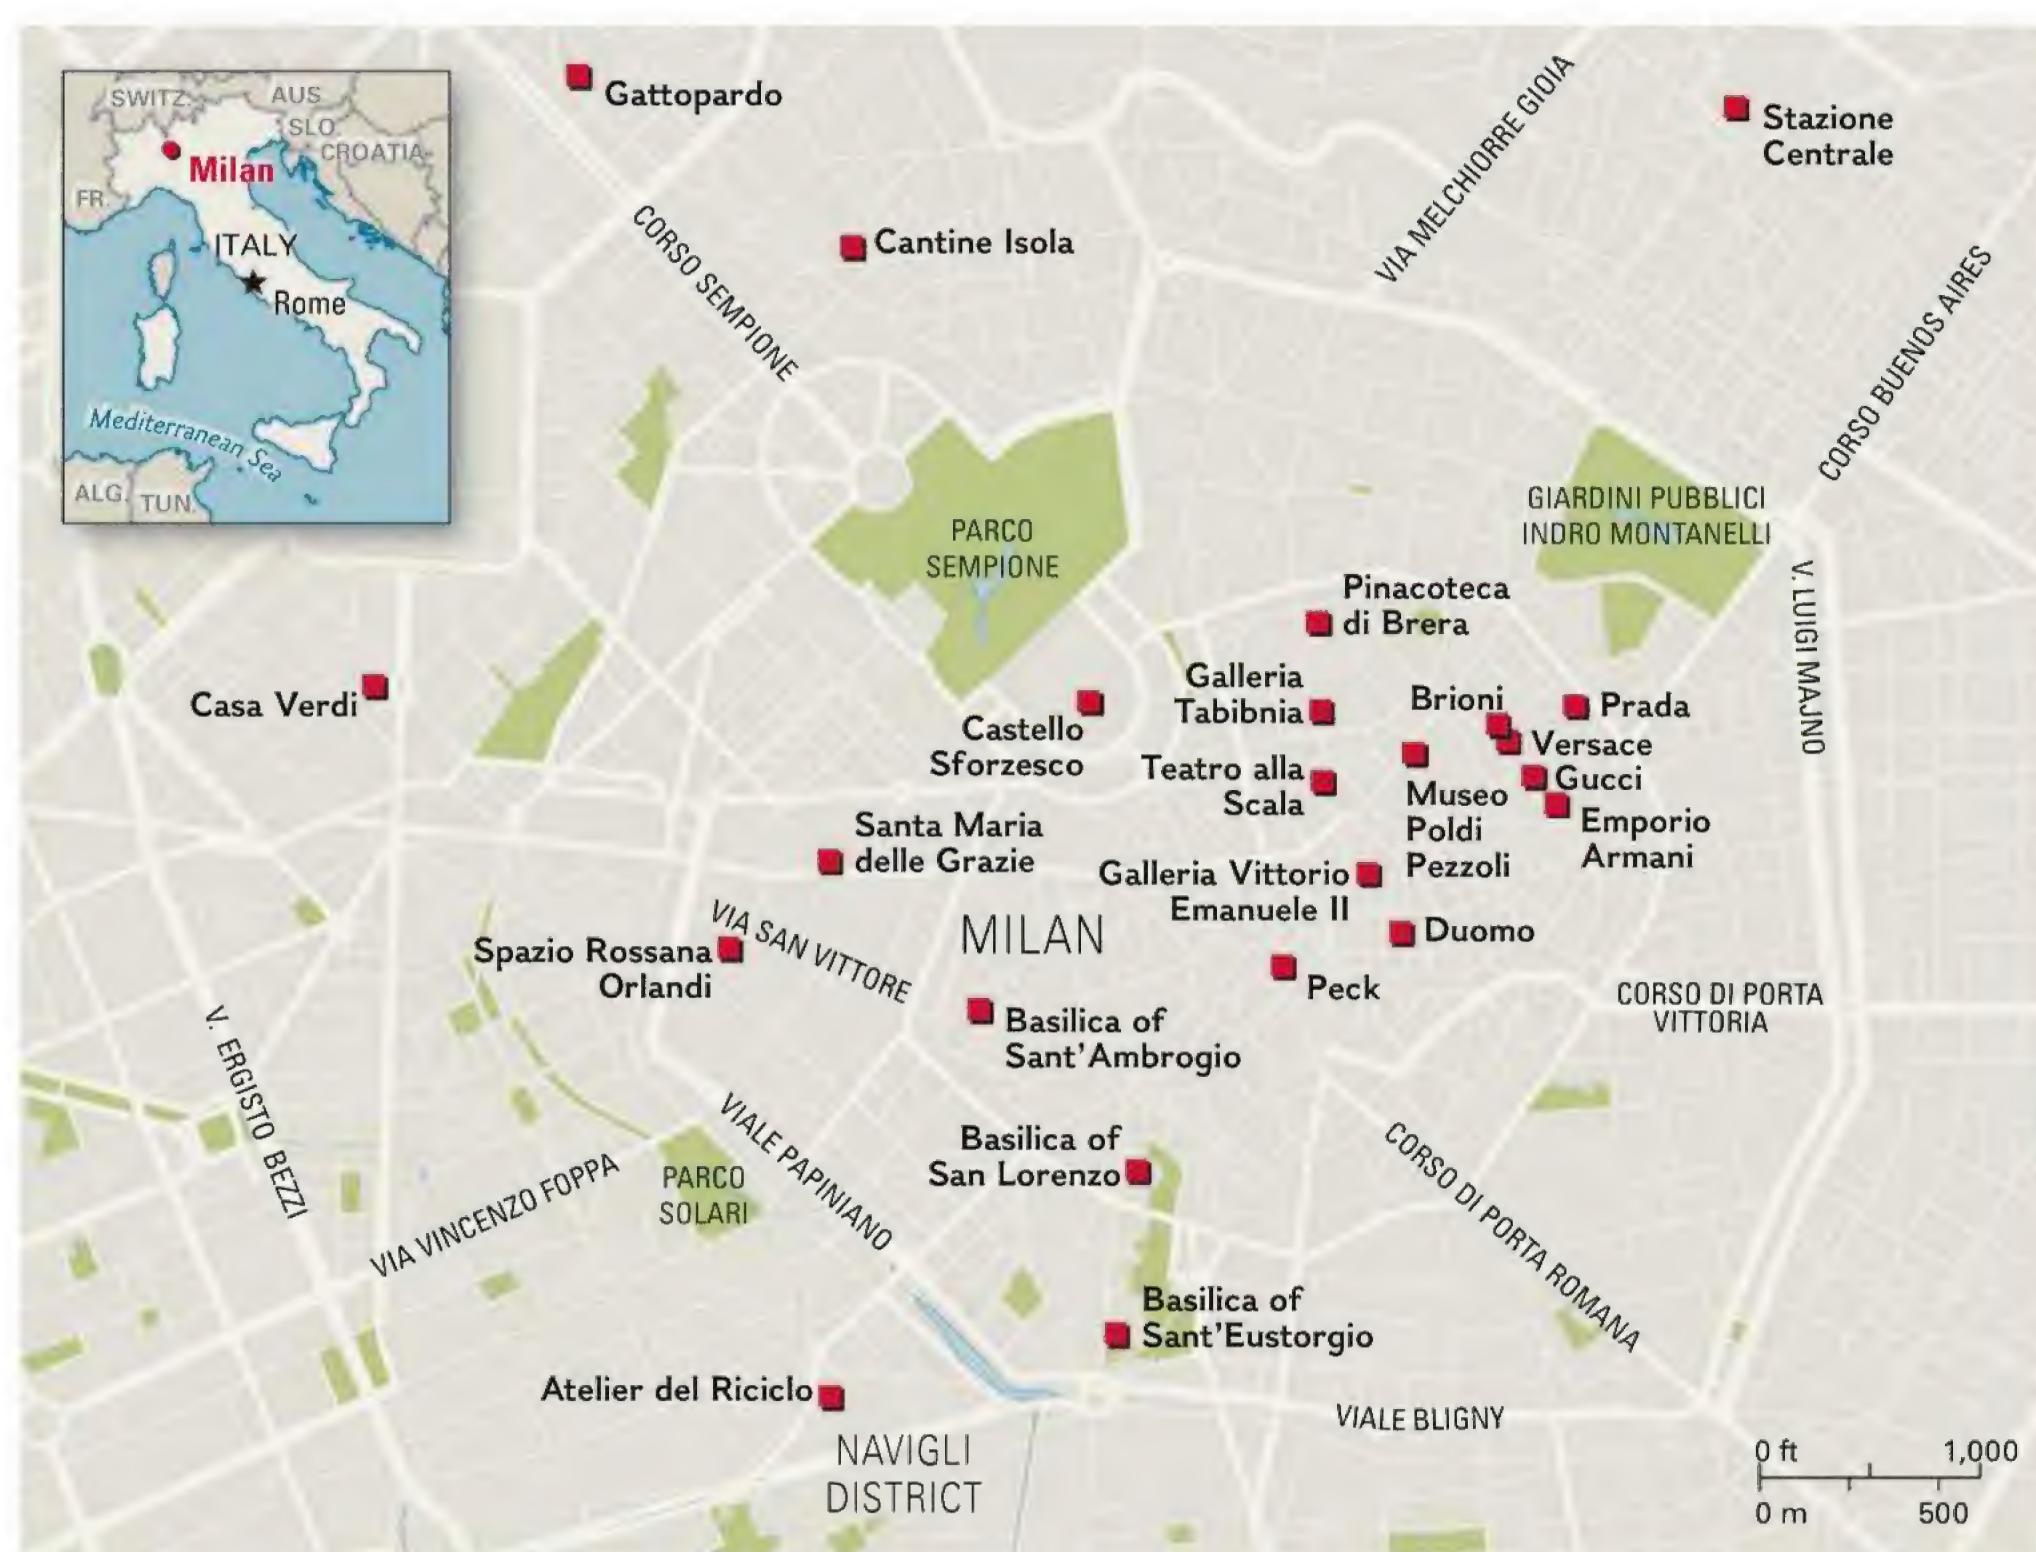 SWITZ.
AUS.
SLO.
CROATIA
Milan
FR.
ITALY
Rome
Mediterranean Sea
ALG.
TUN.
Gattopardo
Stazione
Centrale
VIA MELCHIORRE GIOIA
Cantine Isola
CORSO SEMPIONE
CORSO BUENOS AIRES
PARCO
SEMPIONE
GIARDINI PUBBLICI
INDRO MONTANELLI
Pinacoteca
di Brera
V. LUIGI MAJNO
Casa Verdi
Castello
Sforzesco
Galleria
Tabibnia
Brioni
Prada
Versace
Gucci
Teatro alla
Scala
Museo
Poldi
Pezzoli
Emporio
Armani
Santa Maria
delle Grazie
Galleria Vittorio
Emanuele II
MILAN
Duomo
VIA SAN VITTORE
Spazio Rossana
Orlandi
Peck
CORSO DI PORTA
VITTORIA
Basilica of
Sant'Ambrogio
V. ERGISTO BEZZI
VIALE PAPINIANO
Basilica of
San Lorenzo
CORSO DI PORTA ROMANA
PARCO
SOLARI
VIA VINCENZO FOPPA
Basilica of
Sant'Eustorgio
Atelier del Riciclo
VIALE BLIGNY
NAVIGLI
DISTRICT
0 ft 1,000
0 m 500